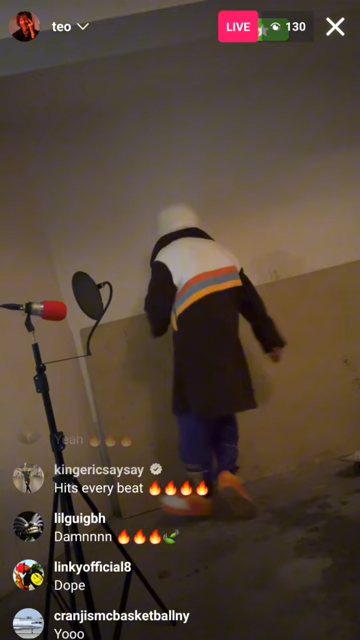 teo
LIVE
130
Yeah 🔥🔥🔥
kingericsaysay
Hits every beat 🔥🔥🔥🔥
lilguigbh
Damnnnn 🔥🔥🔥🍃
linkyofficial8
Dope
cranjismcbasketballny
Yooo